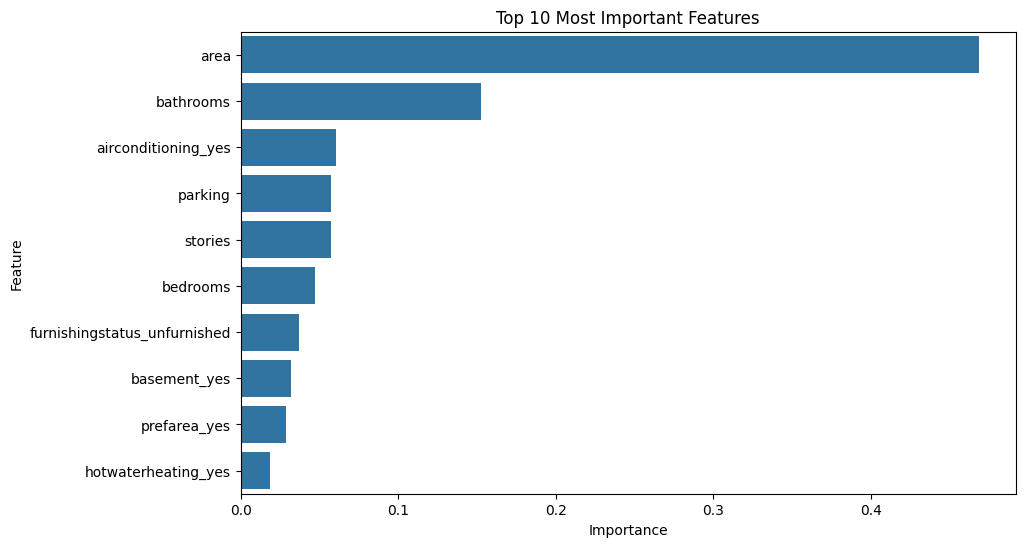 Top 10 Most Important Features
Feature
area
bathrooms
airconditioning_yes
parking
stories
bedrooms
furnishingstatus_unfurnished
basement_yes
prefarea_yes
hotwaterheating_yes
0.0 0.1 0.2 0.3 0.4
Importance